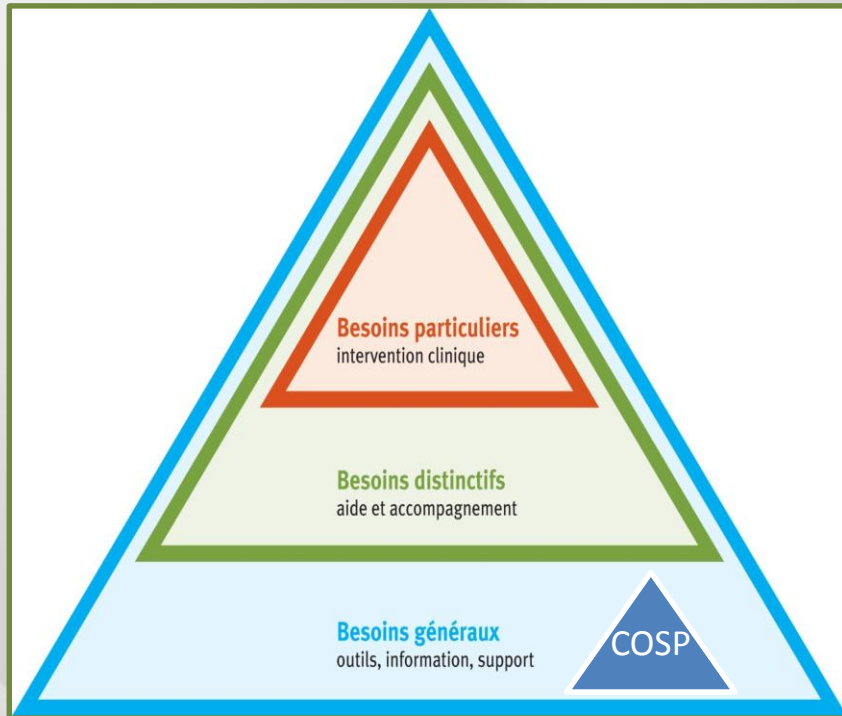 Besoins particuliers
intervention clinique
Besoins distinctifs
aide et accompagnement
Besoins généraux
outils, information, support
COSP